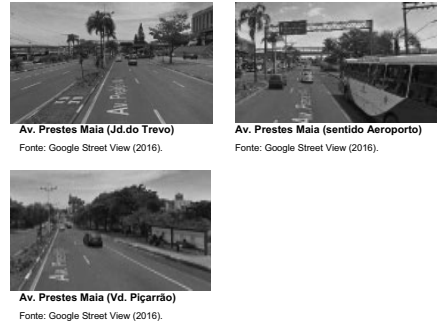 Av. Prestes Maia (Jd.do Trevo)
Fonte: Google Street View (2016).
Av. Prestes Maia (sentido Aeroporto)
Fonte: Google Street View (2016).
Av. Prestes Maia (Vd. Piçarrão)
Fonte: Google Street View (2016).